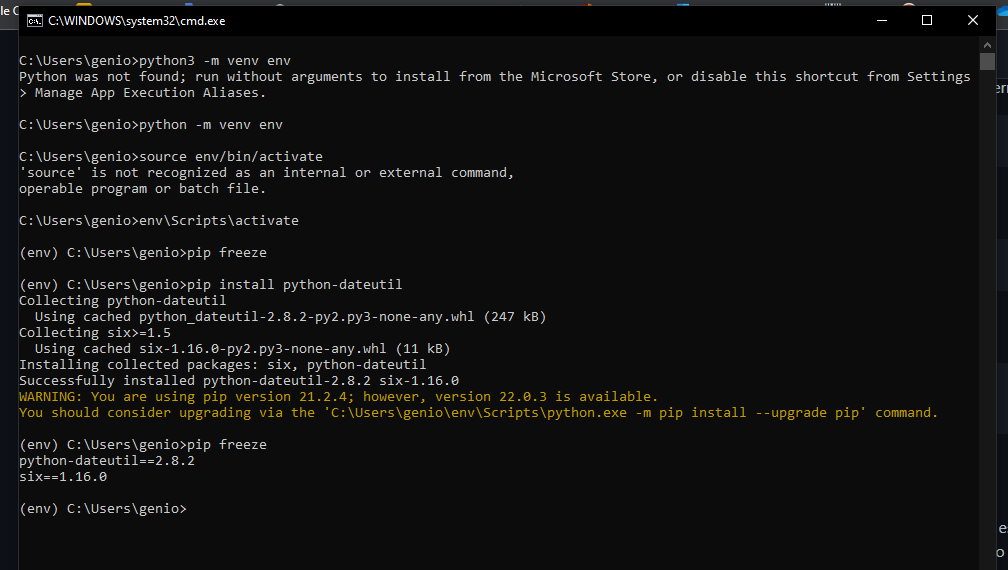 le C
C:\WINDOWS\system32\cmd.exe
C:\Users\genio>python3 -m venv env
Python was not found; run without arguments to install from the Microsoft Store, or disable this shortcut from Settings
> Manage App Execution Aliases.
C:\Users\genio>python -m venv env
C:\Users\genio>source env/bin/activate
'source' is not recognized as an internal or external command,
operable program or batch file.
C:\Users\genio>env\Scripts\activate
(env) C:\Users\genio>pip freeze
(env) C:\Users\genio>pip install python-dateutil
Collecting python-dateutil
  Using cached python_dateutil-2.8.2-py2.py3-none-any.whl (247 kB)
Collecting six>=1.5
  Using cached six-1.16.0-py2.py3-none-any.whl (11 kB)
Installing collected packages: six, python-dateutil
Successfully installed python-dateutil-2.8.2 six-1.16.0
WARNING: You are using pip version 21.2.4; however, version 22.0.3 is available.
You should consider upgrading via the 'C:\Users\genio\env\Scripts\python.exe -m pip install --upgrade pip' command.
(env) C:\Users\genio>pip freeze
python-dateutil==2.8.2
six==1.16.0
(env) C:\Users\genio>